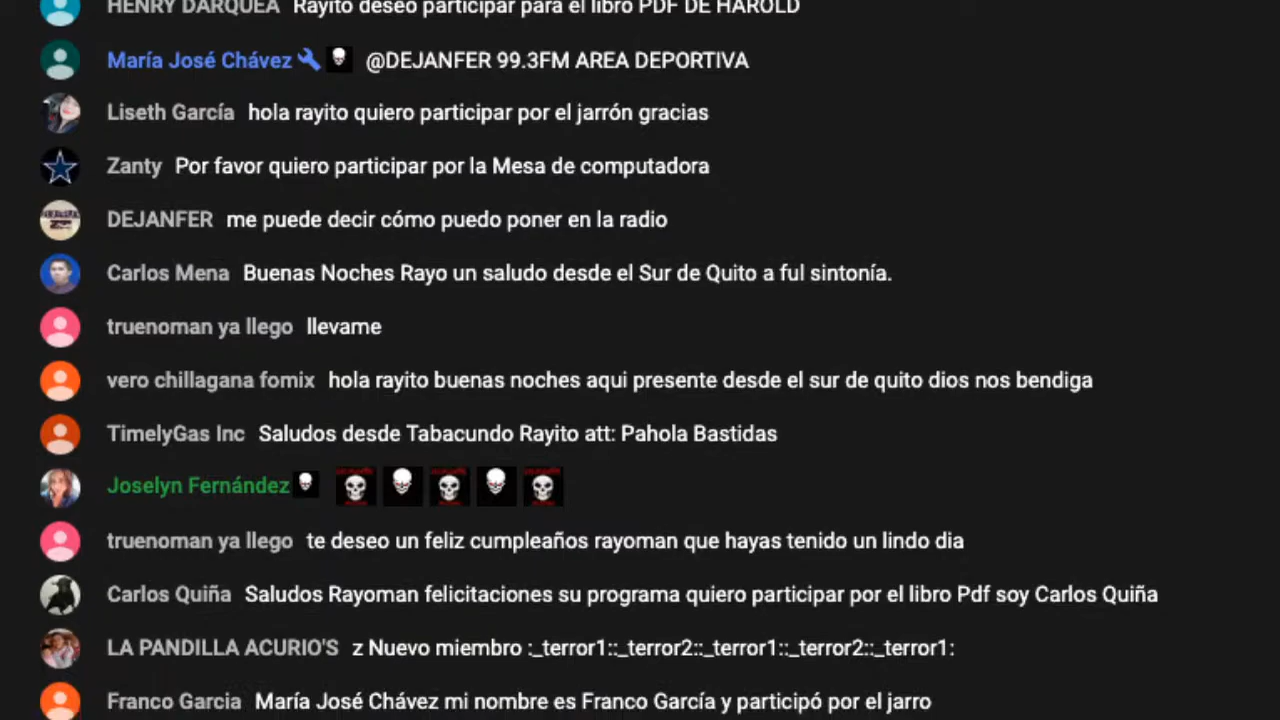 HENRY DARQUEA Rayito deseo participar para el libro PDF DE HAROLD
María José Chávez @DEJANFER 99.3FM AREA DEPORTIVA
Liseth García hola rayito quiero participar por el jarrón gracias
Zanty Por favor quiero participar por la Mesa de computadora
DEJANFER me puede decir cómo puedo poner en la radio
Carlos Mena Buenas Noches Rayo un saludo desde el Sur de Quito a ful sintonía.
truenoman ya llego llevame
vero chillagana fomix hola rayito buenas noches aqui presente desde el sur de quito dios nos bendiga
TimelyGas Inc Saludos desde Tabacundo Rayito att: Pahola Bastidas
Joselyn Fernández
truenoman ya llego te deseo un feliz cumpleaños rayoman que hayas tenido un lindo dia
Carlos Quiña Saludos Rayoman felicitaciones su programa quiero participar por el libro Pdf soy Carlos Quiña
LA PANDILLA ACURIO'S z Nuevo miembro :_terror1::_terror2::_terror1::_terror2::_terror1:
Franco Garcia María José Chávez mi nombre es Franco García y participó por el jarro